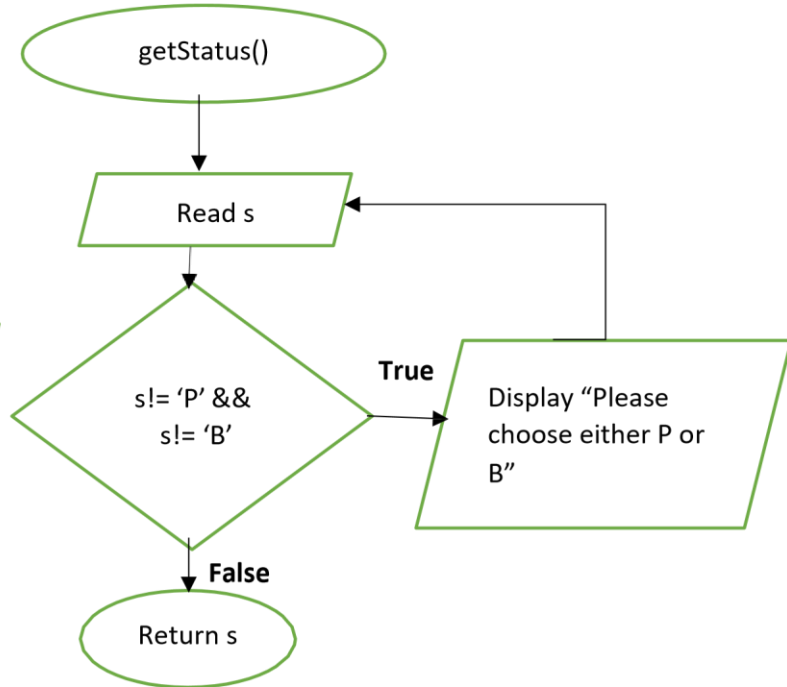 getStatus()
Read s
s!= ‘P’ &&
s!= ‘B’
True
Display “Please
choose either P or
B”
False
Return s